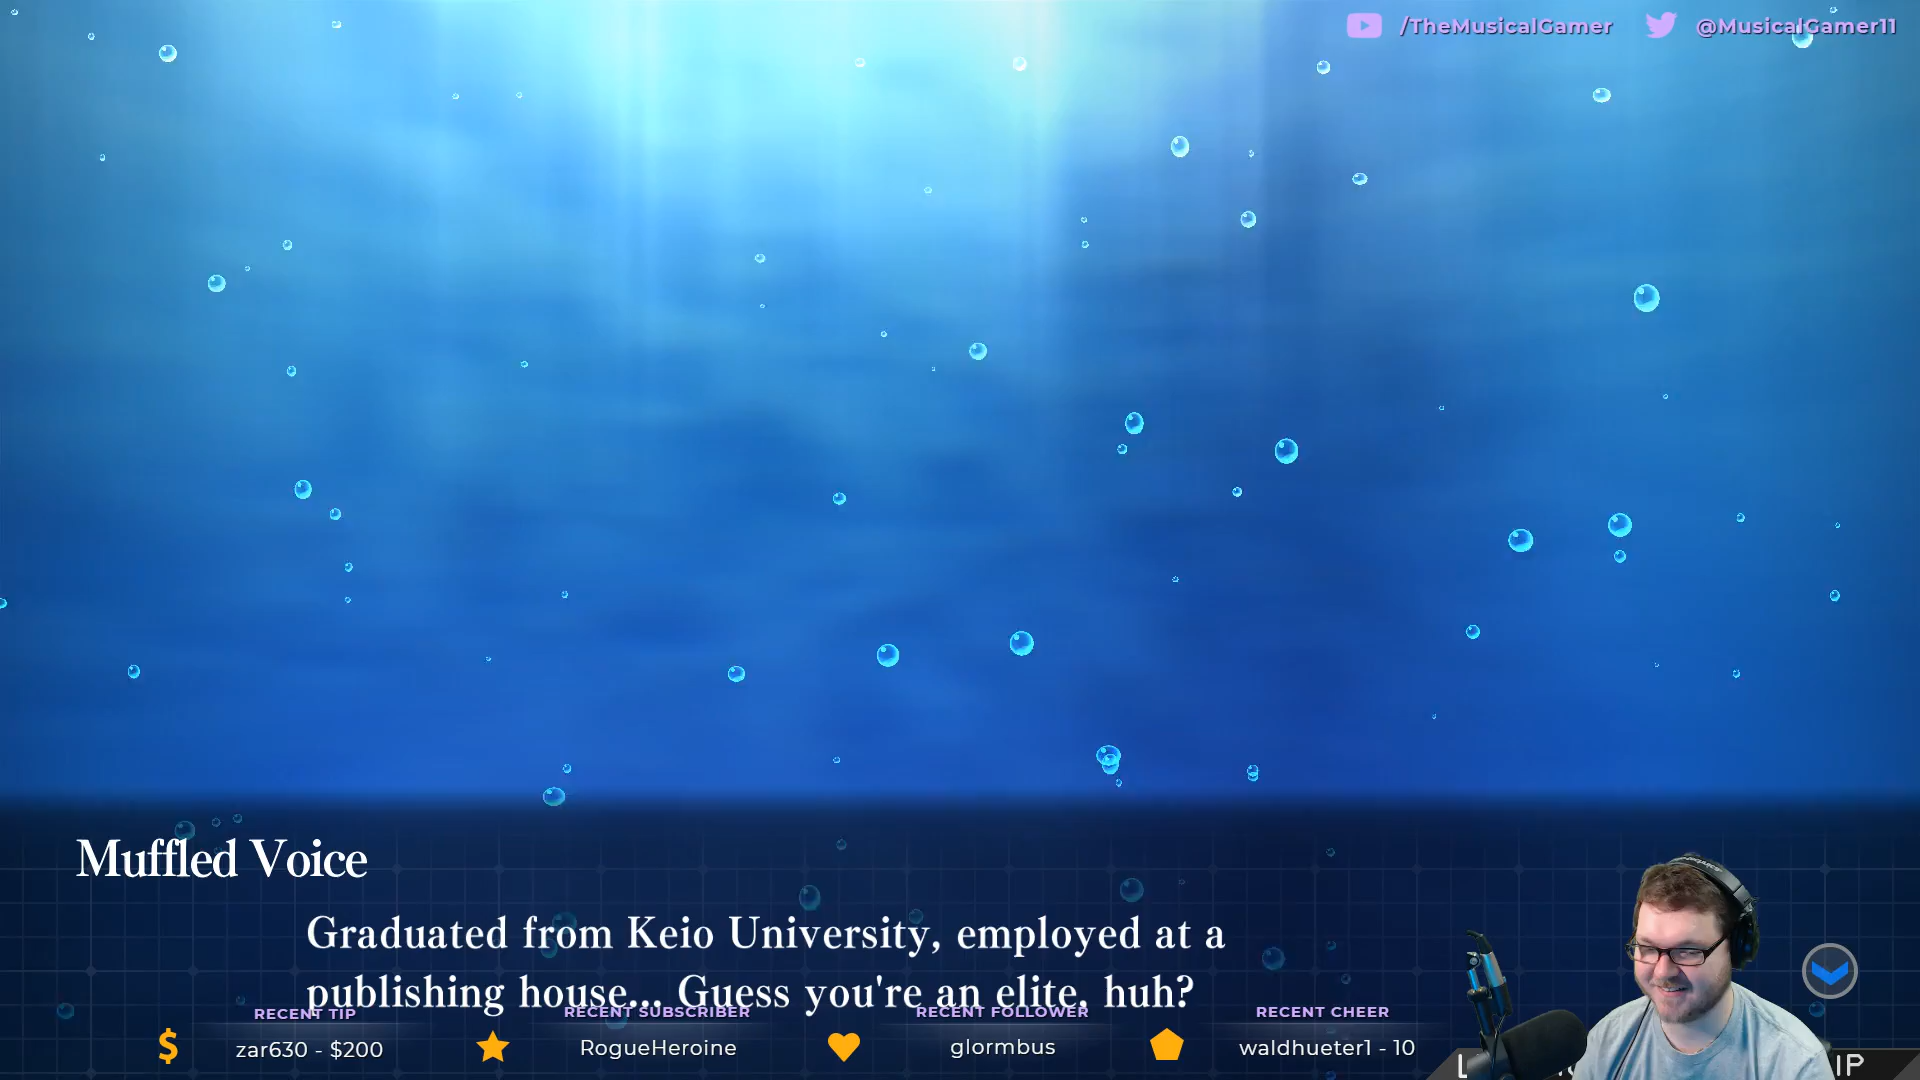 /TheMusicalGamer @MusicalGamer11
Muffled Voice
Graduated from Keio University, employed at a
publishing house... Guess you're an elite, huh?
RECENT TIP
zar630 - $200
RECENT SUBSCRIBER
RogueHeroine
RECENT FOLLOWER
glormbus
RECENT CHEER
waldhueter1 - 10